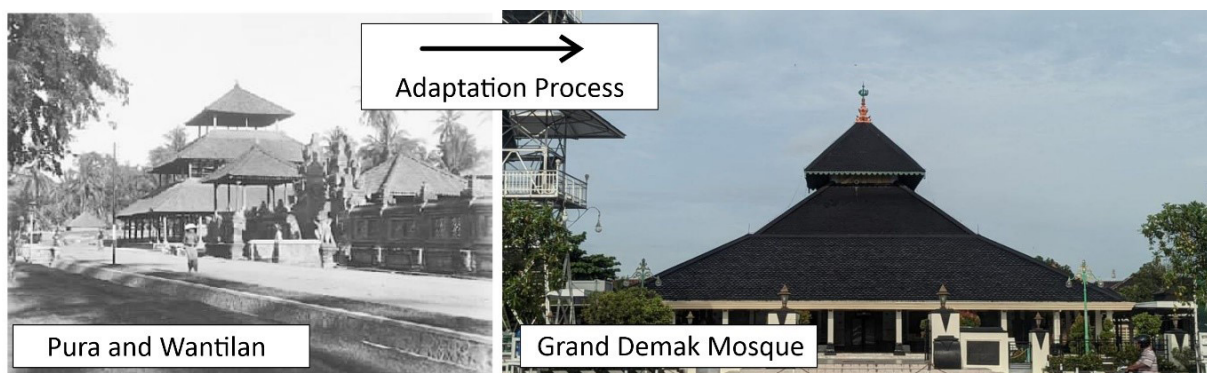 Adaptation Process
Pura and Wantilan
Grand Demak Mosque